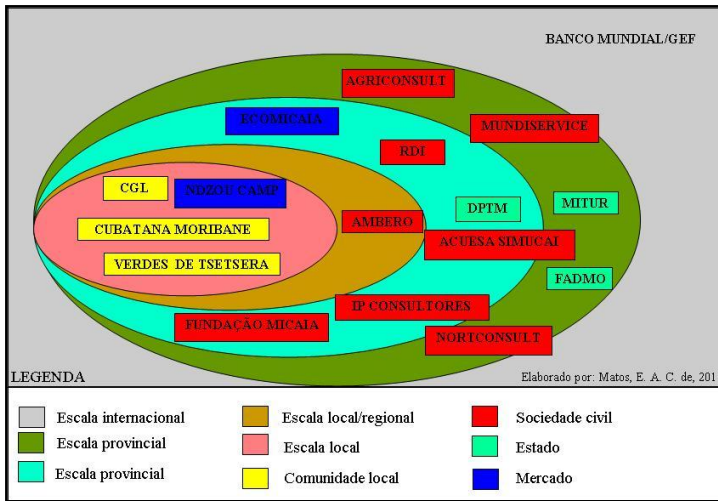 BANCO MUNDIAL/GEF
AGRICONSULT
ECOMICAIA
MUNDISERVICE
RDI
CGL
NDZOU CAMP
DPTM
MITUR
CUBATANA MORIBANE
AMBERO
ACUESA SIMUCAI
VERDES DE TSETSERA
FADMO
IP CONSULTORES
FUNDAÇÃO MICAIA
NORTCONSULT
LEGENDA
Elaborado por: Matos, E. A. C. de, 201
Escala internacional
Escala local/regional
Sociedade civil
Escala provincial
Escala local
Estado
Escala provincial
Comunidade local
Mercado